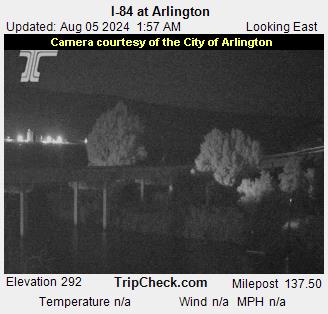 I-84 at Arlington
Updated: Aug 05 2024 1:57 AM Looking East
Camera courtesy of the City of Arlington
Elevation 292 TripCheck.com Milepost 137.50
Temperature n/a Wind n/a MPH n/a